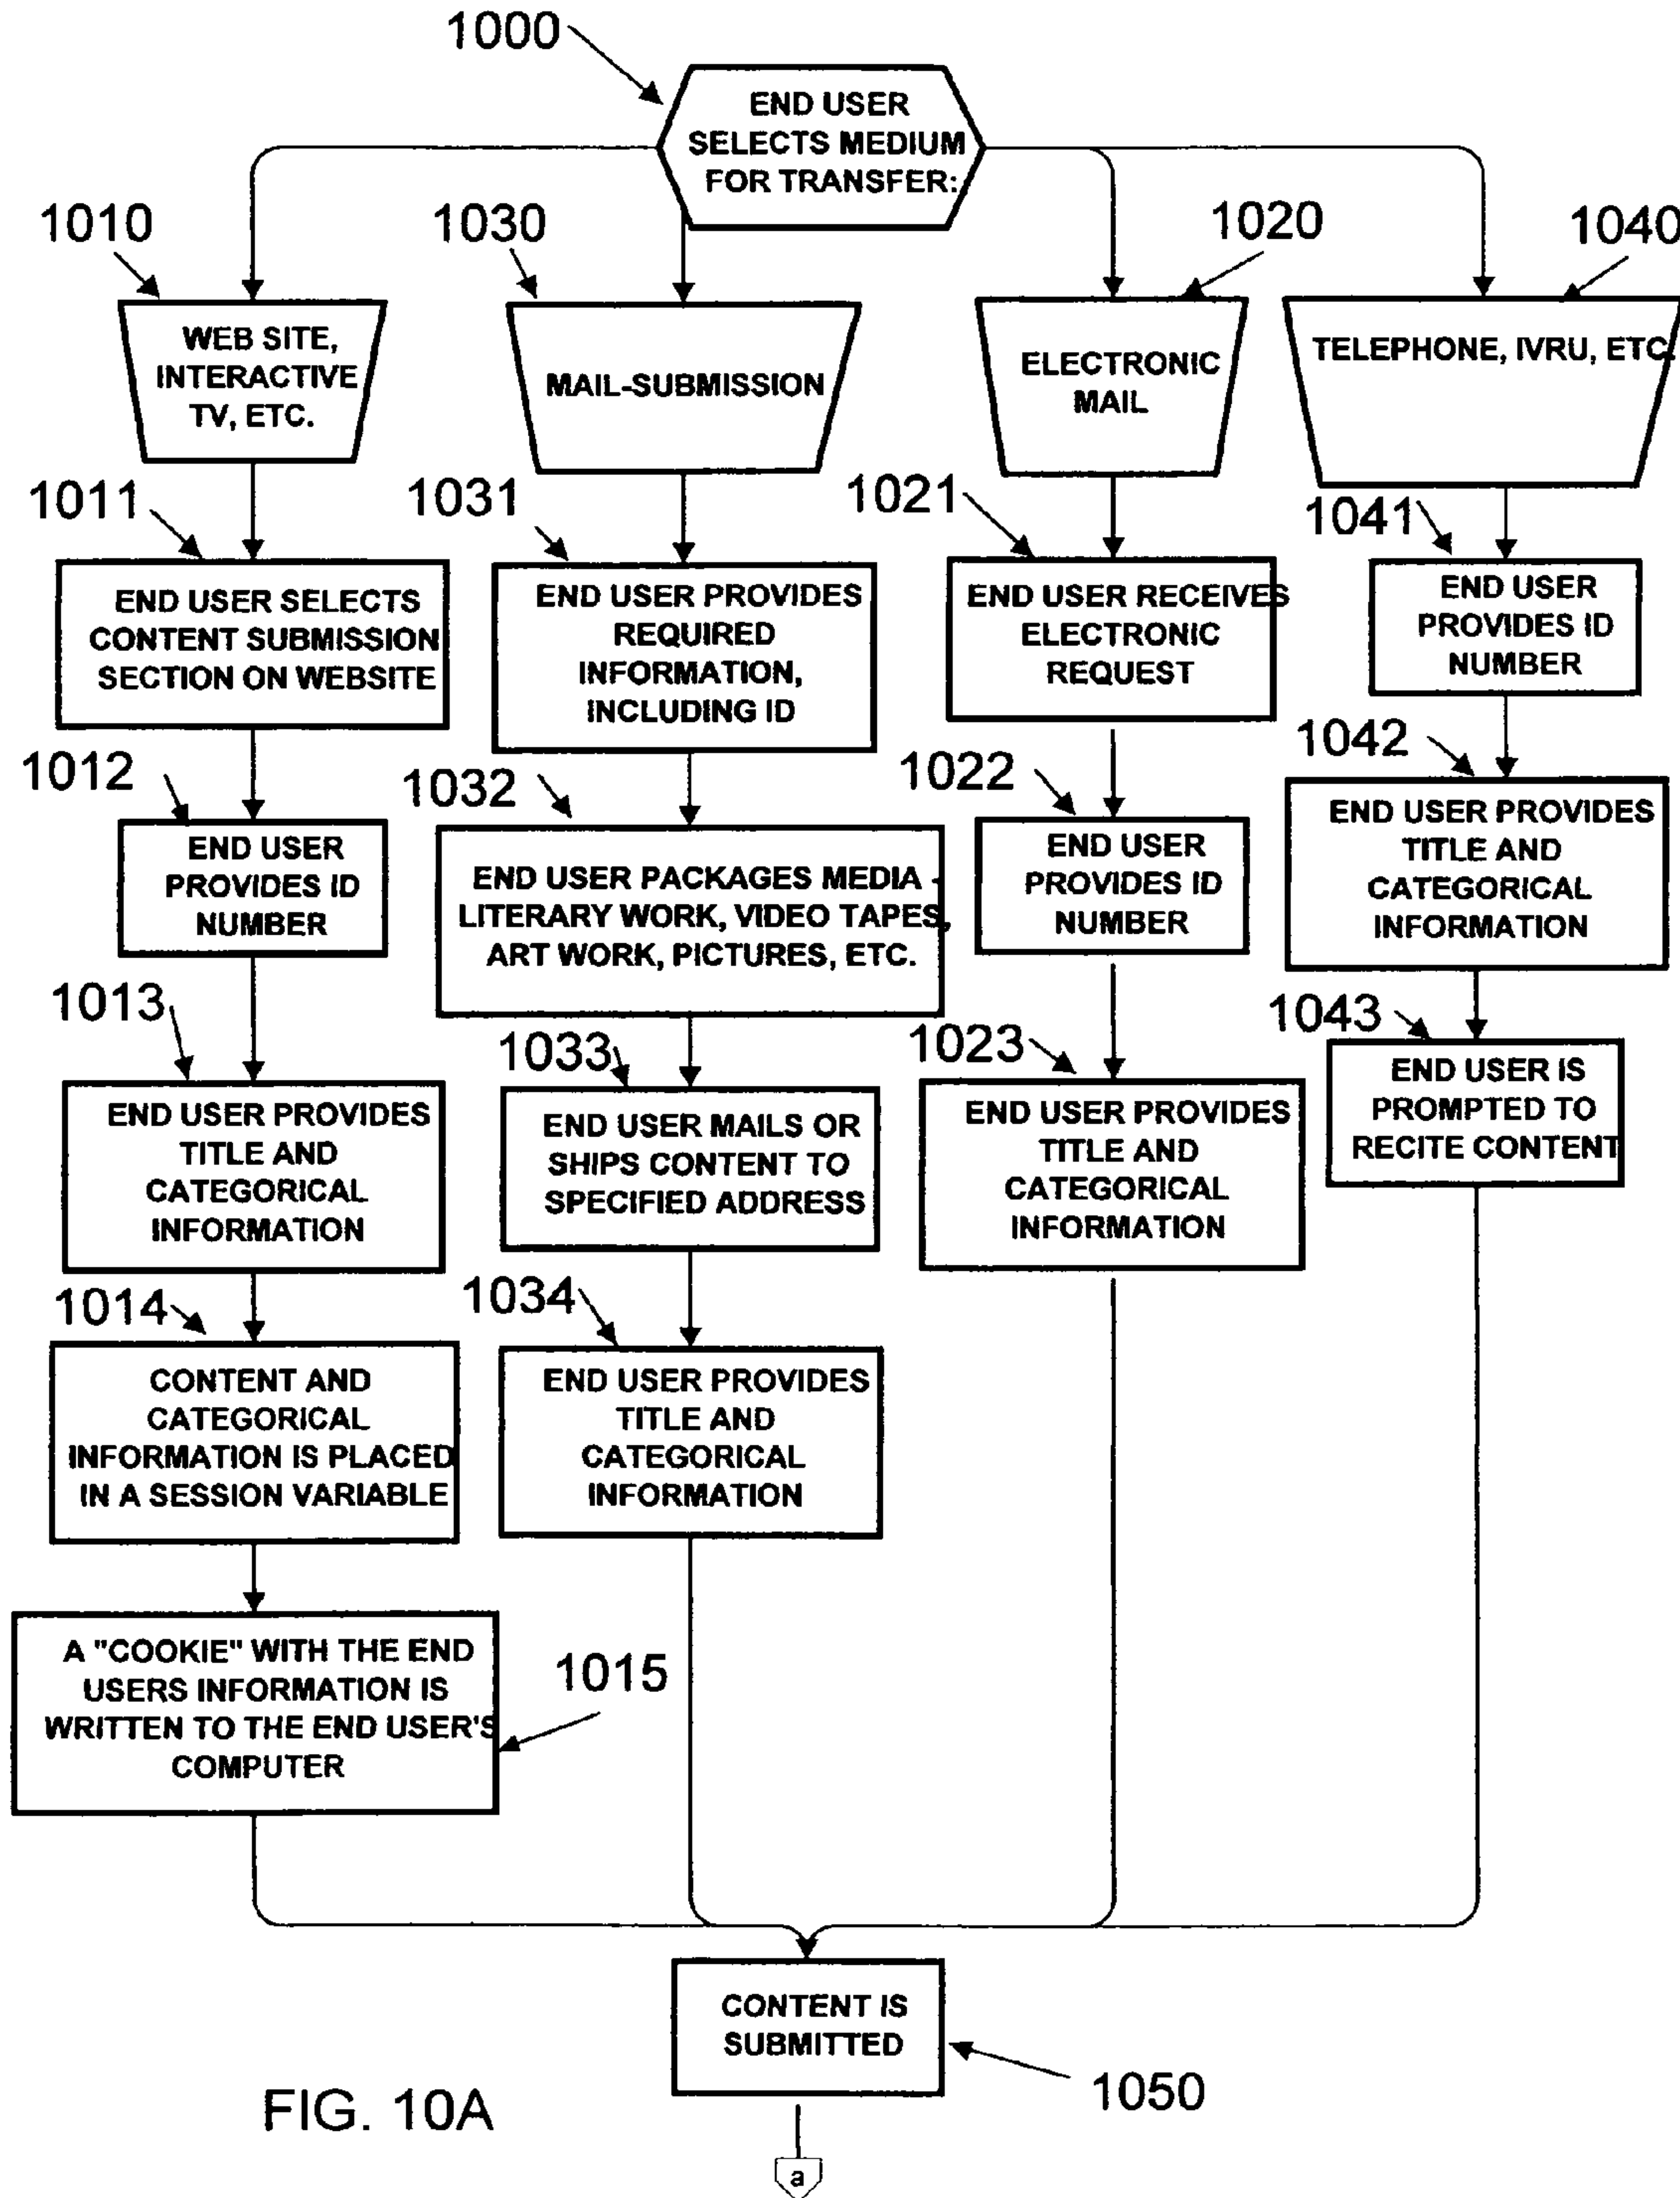 1000
END USER
SELECTS MEDIUM
FOR TRANSFER:
1010
WEB SITE,
INTERACTIVE
TV, ETC.
1011
END USER SELECTS
CONTENT SUBMISSION
SECTION ON WEBSITE
1012
END USER
PROVIDES ID
NUMBER
1013
END USER PROVIDES
TITLE AND
CATEGORICAL
INFORMATION
1014
CONTENT AND
CATEGORICAL
INFORMATION IS PLACED
IN A SESSION VARIABLE
A "COOKIE" WITH THE END
USERS INFORMATION IS
WRITTEN TO THE END USER'S
COMPUTER
1015
1030
MAIL-SUBMISSION
1031
END USER PROVIDES
REQUIRED
INFORMATION,
INCLUDING ID
1032
END USER PACKAGES MEDIA -
LITERARY WORK, VIDEO TAPES,
ART WORK, PICTURES, ETC.
1033
END USER MAILS OR
SHIPS CONTENT TO
SPECIFIED ADDRESS
1034
END USER PROVIDES
TITLE AND
CATEGORICAL
INFORMATION
1020
ELECTRONIC
MAIL
1021
END USER RECEIVES
ELECTRONIC
REQUEST
1022
END USER
PROVIDES ID
NUMBER
1023
END USER PROVIDES
TITLE AND
CATEGORICAL
INFORMATION
1040
TELEPHONE, IVRU, ETC.
1041
END USER
PROVIDES ID
NUMBER
1042
END USER PROVIDES
TITLE AND
CATEGORICAL
INFORMATION
1043
END USER IS
PROMPTED TO
RECITE CONTENT
CONTENT IS
SUBMITTED
1050
FIG. 10A
a